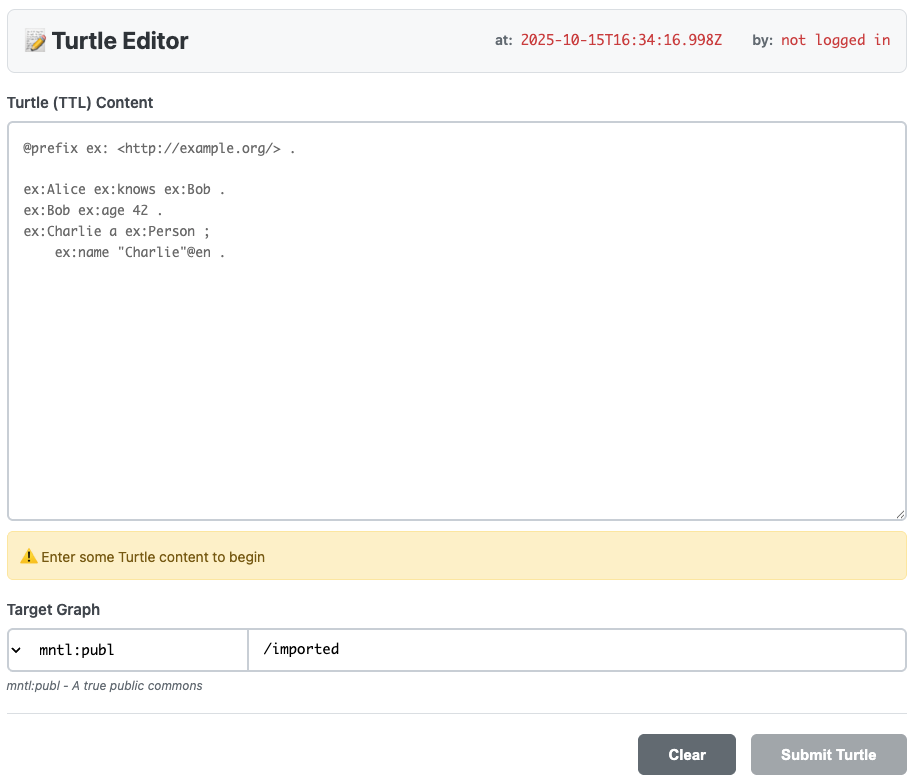 📝 Turtle Editor
at: 2025-10-15T16:34:16.998Z by: not logged in
Turtle (TTL) Content
@prefix ex: <http://example.org/> .
ex:Alice ex:knows ex:Bob .
ex:Bob ex:age 42 .
ex:Charlie a ex:Person ;
    ex:name "Charlie"@en .
⚠️ Enter some Turtle content to begin
Target Graph
mntl:publ /imported
mntl:publ - A true public commons
Clear Submit Turtle